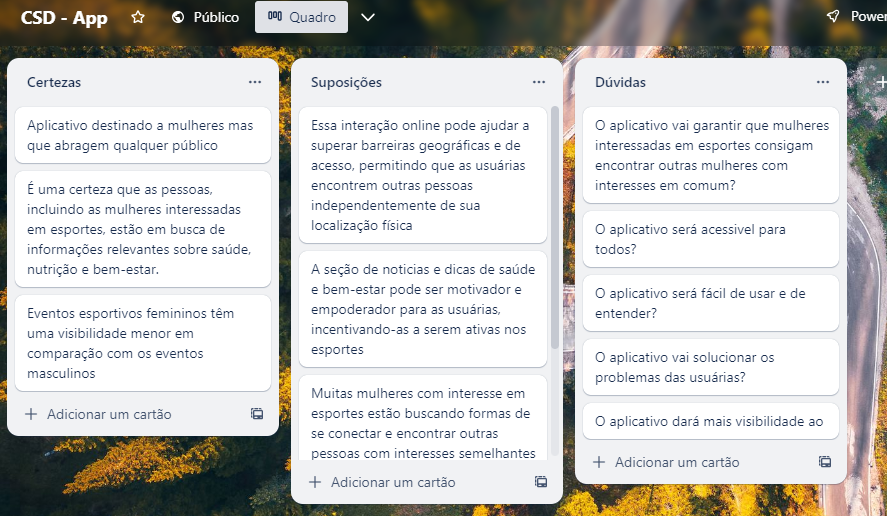 CSD - App
Público
Quadro
Power
Certezas
Aplicativo destinado a mulheres mas
que abragem qualquer público
É uma certeza que as pessoas,
incluindo as mulheres interessadas
em esportes, estão em busca de
informações relevantes sobre saúde,
nutrição e bem-estar.
Eventos esportivos femininos têm
uma visibilidade menor em
comparação com os eventos
masculinos
Adicionar um cartão
Suposições
Essa interação online pode ajudar a
superar barreiras geográficas e de
acesso, permitindo que as usuárias
encontrem outras pessoas
independentemente de sua
localização física
A seção de noticias e dicas de saúde
e bem-estar pode ser motivador e
empoderador para as usuárias,
incentivando-as a serem ativas nos
esportes
Muitas mulheres com interesse em
esportes estão buscando formas de
se conectar e encontrar outras
pessoas com interesses semelhantes
Adicionar um cartão
Dúvidas
O aplicativo vai garantir que mulheres
interessadas em esportes consigam
encontrar outras mulheres com
interesses em comum?
O aplicativo será acessivel para
todos?
O aplicativo será fácil de usar e de
entender?
O aplicativo vai solucionar os
problemas das usuárias?
O aplicativo dará mais visibilidade ao
Adicionar um cartão